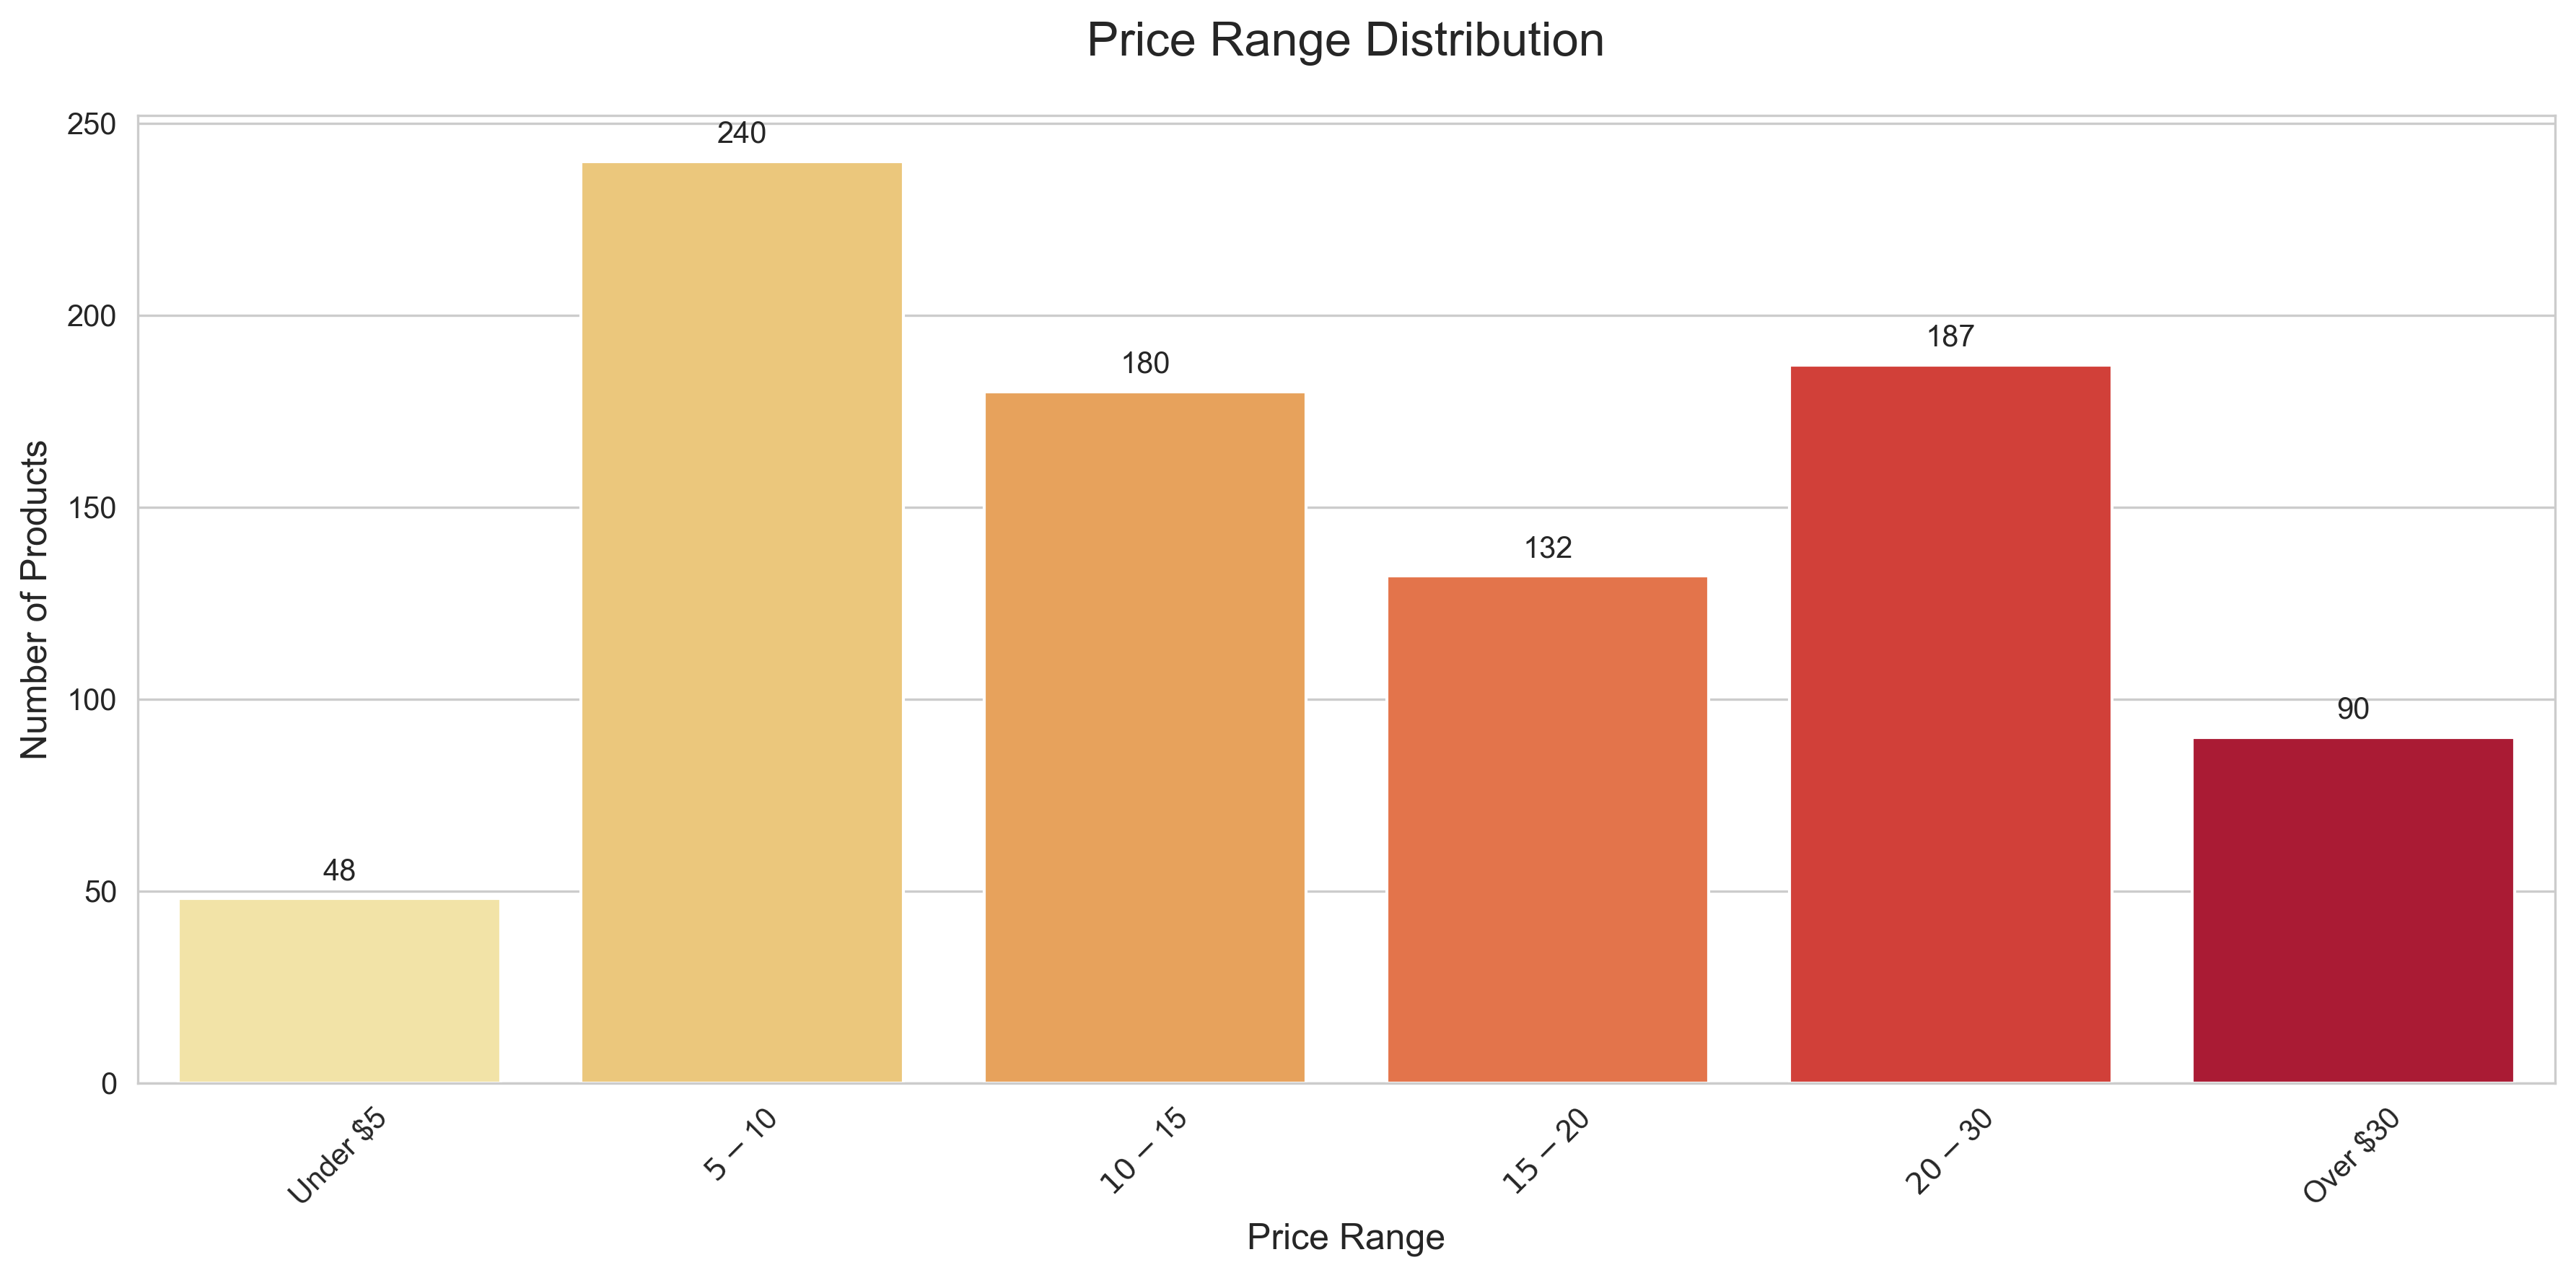 Price Range Distribution
250
200
150
100
50
0
Number of Products
48
240
180
132
187
90
Under $5
5 – 10
10 – 15
15 – 20
20 – 30
Over $30
Price Range